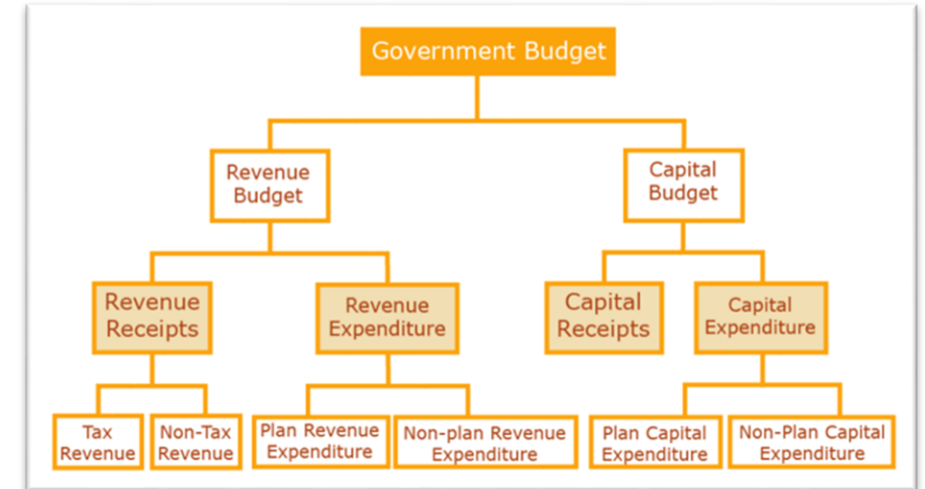 Government Budget
Revenue
Budget
Capital
Budget
Revenue
Receipts
Revenue
Expenditure
Capital
Receipts
Capital
Expenditure
Tax
Revenue
Non-Tax
Revenue
Plan Revenue
Expenditure
Non-plan Revenue
Expenditure
Plan Capital
Expenditure
Non-Plan Capital
Expenditure